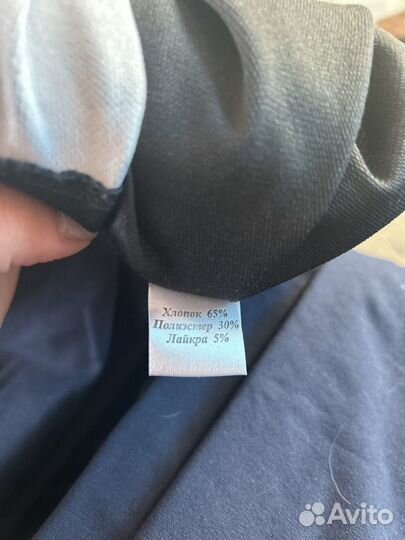 Хлопок 65%
Полиэстер 30%
Лайкра 5%
Avito